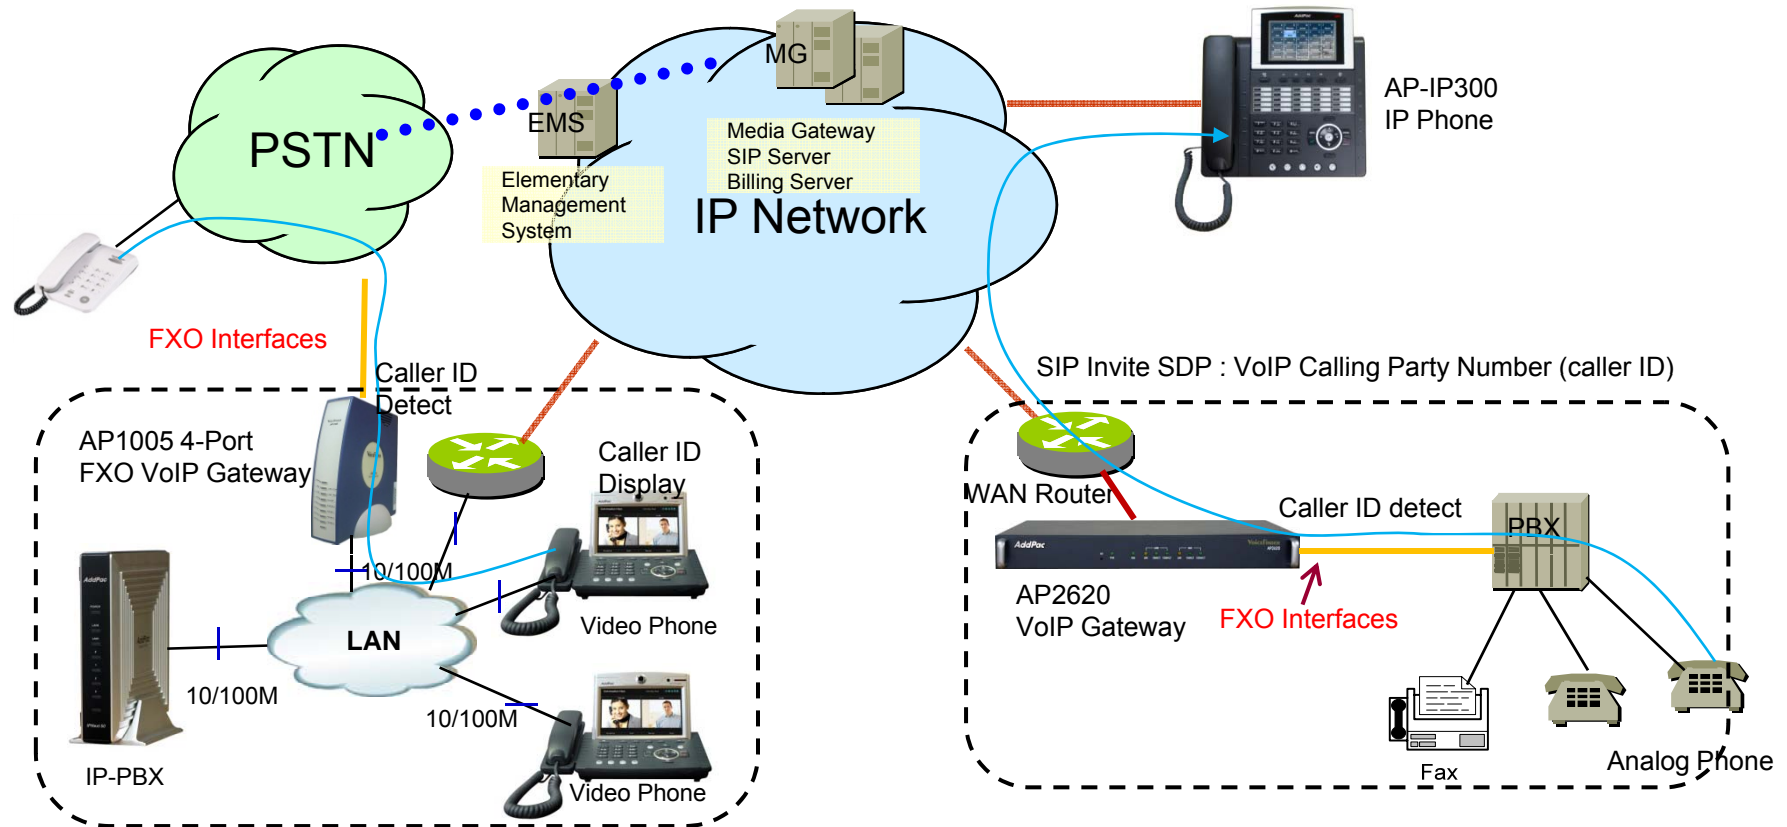 MG
AddPac
AP-IP300
IP Phone
EMS
PSTN
Media Gateway
SIP Server
Billing Server
Elementary
Management
System
IP Network
FXO Interfaces
Caller ID
Detect
SIP Invite SDP : VoIP Calling Party Number (caller ID)
AP1005 4-Port
FXO VoIP Gateway
Caller ID
Display
WAN Router
Caller ID detect
PBX
AddPac
10/100M
AddPac
AP2620
VoIP Gateway
FXO Interfaces
Video Phone
LAN
10/100M
10/100M
IP-PBX
Video Phone
Fax
Analog Phone